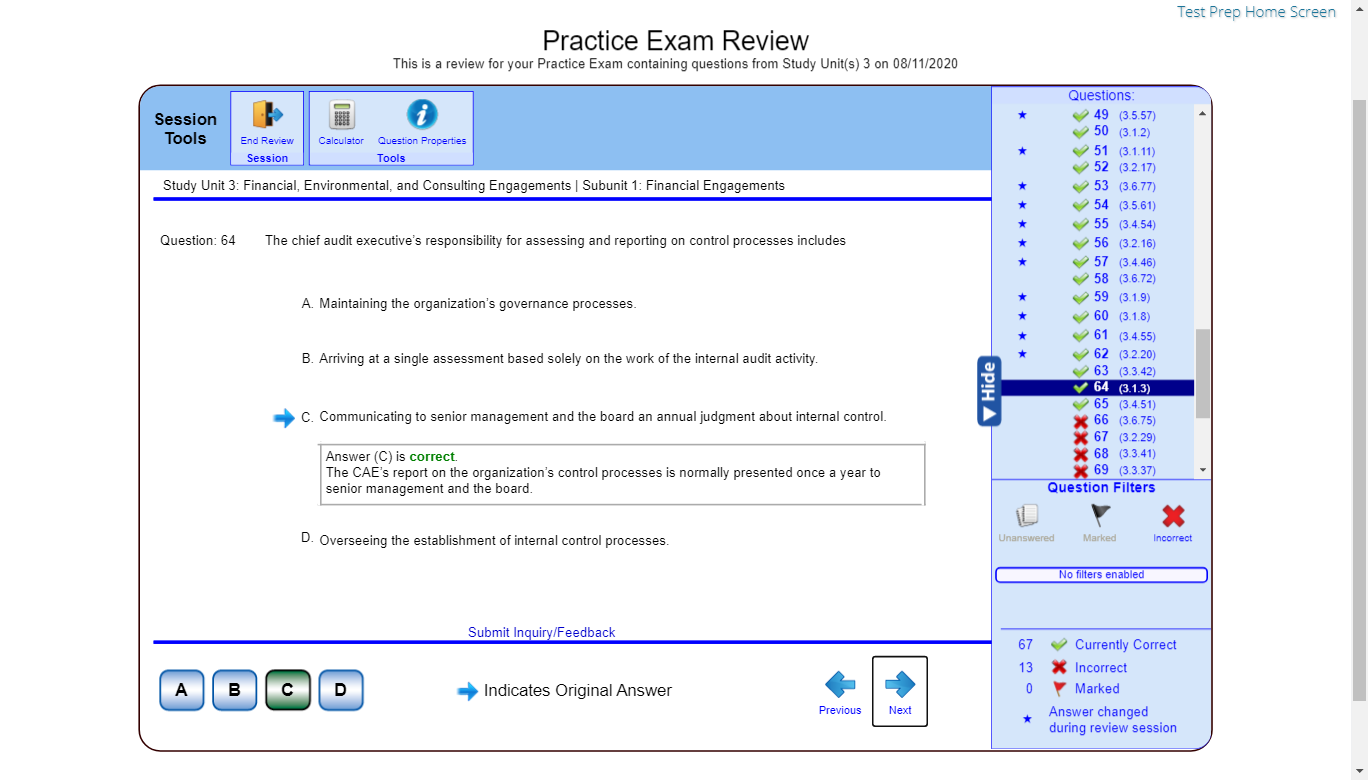 Test Prep Home Screen
Practice Exam Review
This is a review for your Practice Exam containing questions from Study Unit(s) 3 on 08/11/2020
Session
Tools
End Review
Session
Calculator
Question Properties
Tools
Study Unit 3: Financial, Environmental, and Consulting Engagements | Subunit 1: Financial Engagements
Question: 64 The chief audit executive's responsibility for assessing and reporting on control processes includes
A. Maintaining the organization's governance processes.
B. Arriving at a single assessment based solely on the work of the internal audit activity.
C. Communicating to senior management and the board an annual judgment about internal control.
Answer (C) is correct.
The CAE's report on the organization's control processes is normally presented once a year to
senior management and the board.
D. Overseeing the establishment of internal control processes.
Submit Inquiry/Feedback
A B C D
Indicates Original Answer
Previous
Next
Hide
Questions:
49 (3.5.57)
50 (3.1.2)
51 (3.1.11)
52 (3.2.17)
53 (3.6.77)
54 (3.5.61)
55 (3.4.54)
56 (3.2.16)
57 (3.4.46)
58 (3.6.72)
59 (3.1.9)
60 (3.1.8)
61 (3.4.55)
62 (3.2.20)
63 (3.3.42)
64 (3.1.3)
65 (3.4.51)
66 (3.6.75)
67 (3.2.29)
68 (3.3.41)
69 (3.3.37)
Question Filters
Unanswered
Marked
Incorrect
No filters enabled
67 Currently Correct
13 Incorrect
0 Marked
Answer changed
during review session